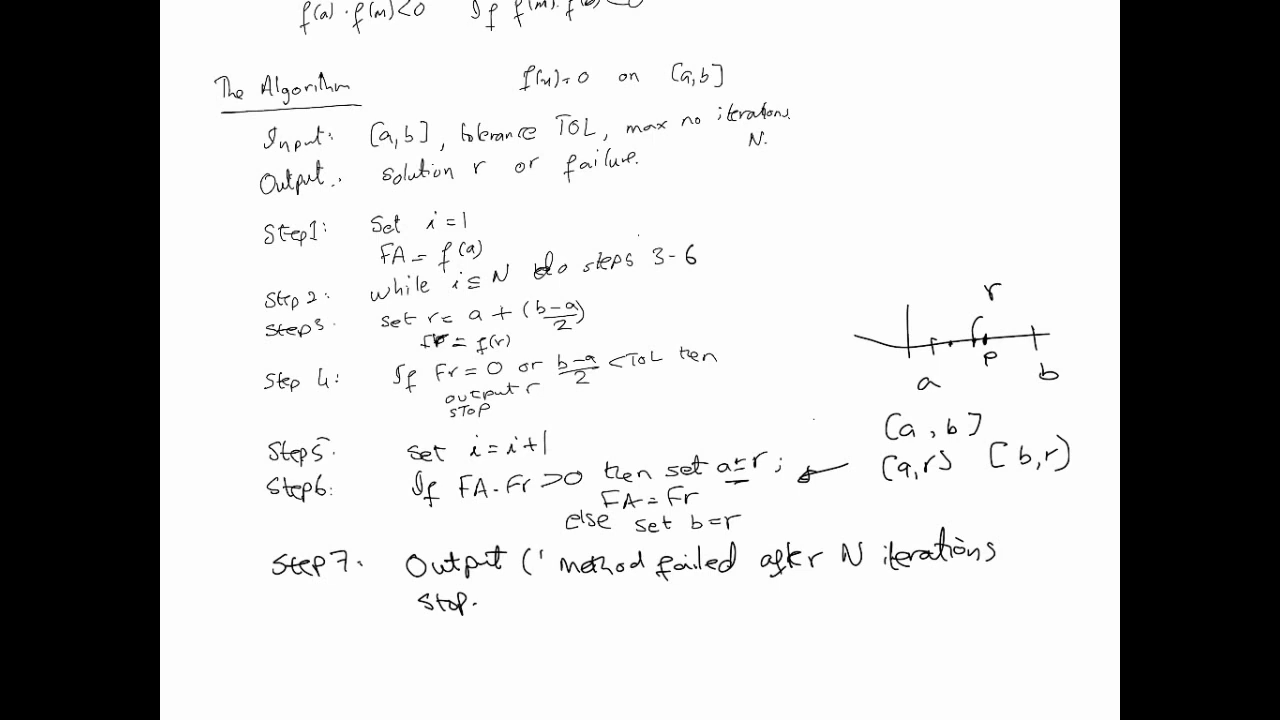 f(a) · f(m) < 0 If f(m) · f(b) < 0
The Algorithm f(x) = 0 on [a, b]
Input: [a, b], tolerance TOL, max no iterations
N.
Output: solution r or failure.
Step 1: Set i = 1
FA = f(a)
Step 2: while i ≤ N do steps 3-6
Step 3: set r = a + (b-a/2)
Fr = f(r)
Step 4: If Fr = 0 or b-a/2 < TOL ten
output r
STOP
Step 5 set i = i+1
Step 6: If FA.Fr > 0 then set a = r;
FA = Fr
else set b = r
Step 7: Output (' Method failed after N iterations
Stop.
r
a p b
[a, b]
[a, r] [b, r]